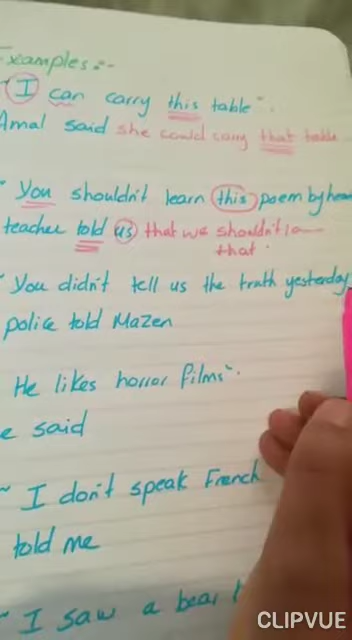 Examples:-
"I can carry this table".
Amal said she could carry that table
"You shouldn't learn this poem by
teacher told us that we shouldn't
that.
"You didn't tell us the truth yesterday
police told Mazen
He likes horror films".
said
"I don't speak French
told me
"I saw a bear
CLIPVUE